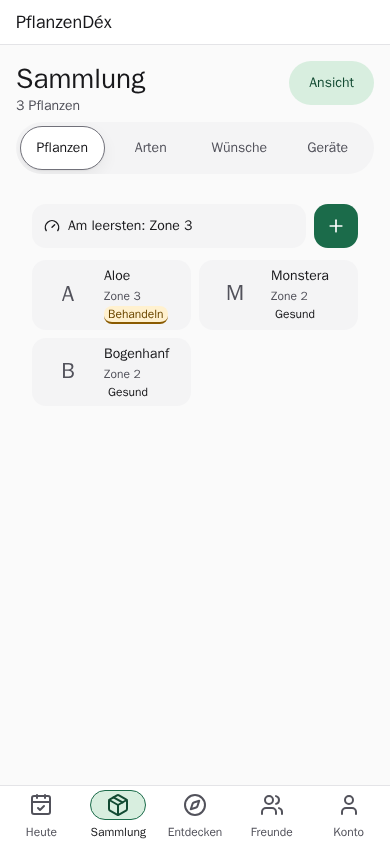 PflanzenDéx
Sammlung
3 Pflanzen
Ansicht
Pflanzen
Arten
Wünsche
Geräte
Am leersten: Zone 3
A
Aloe
Zone 3
Behandeln
M
Monstera
Zone 2
Gesund
B
Bogenhanf
Zone 2
Gesund
Heute
Sammlung
Entdecken
Freunde
Konto